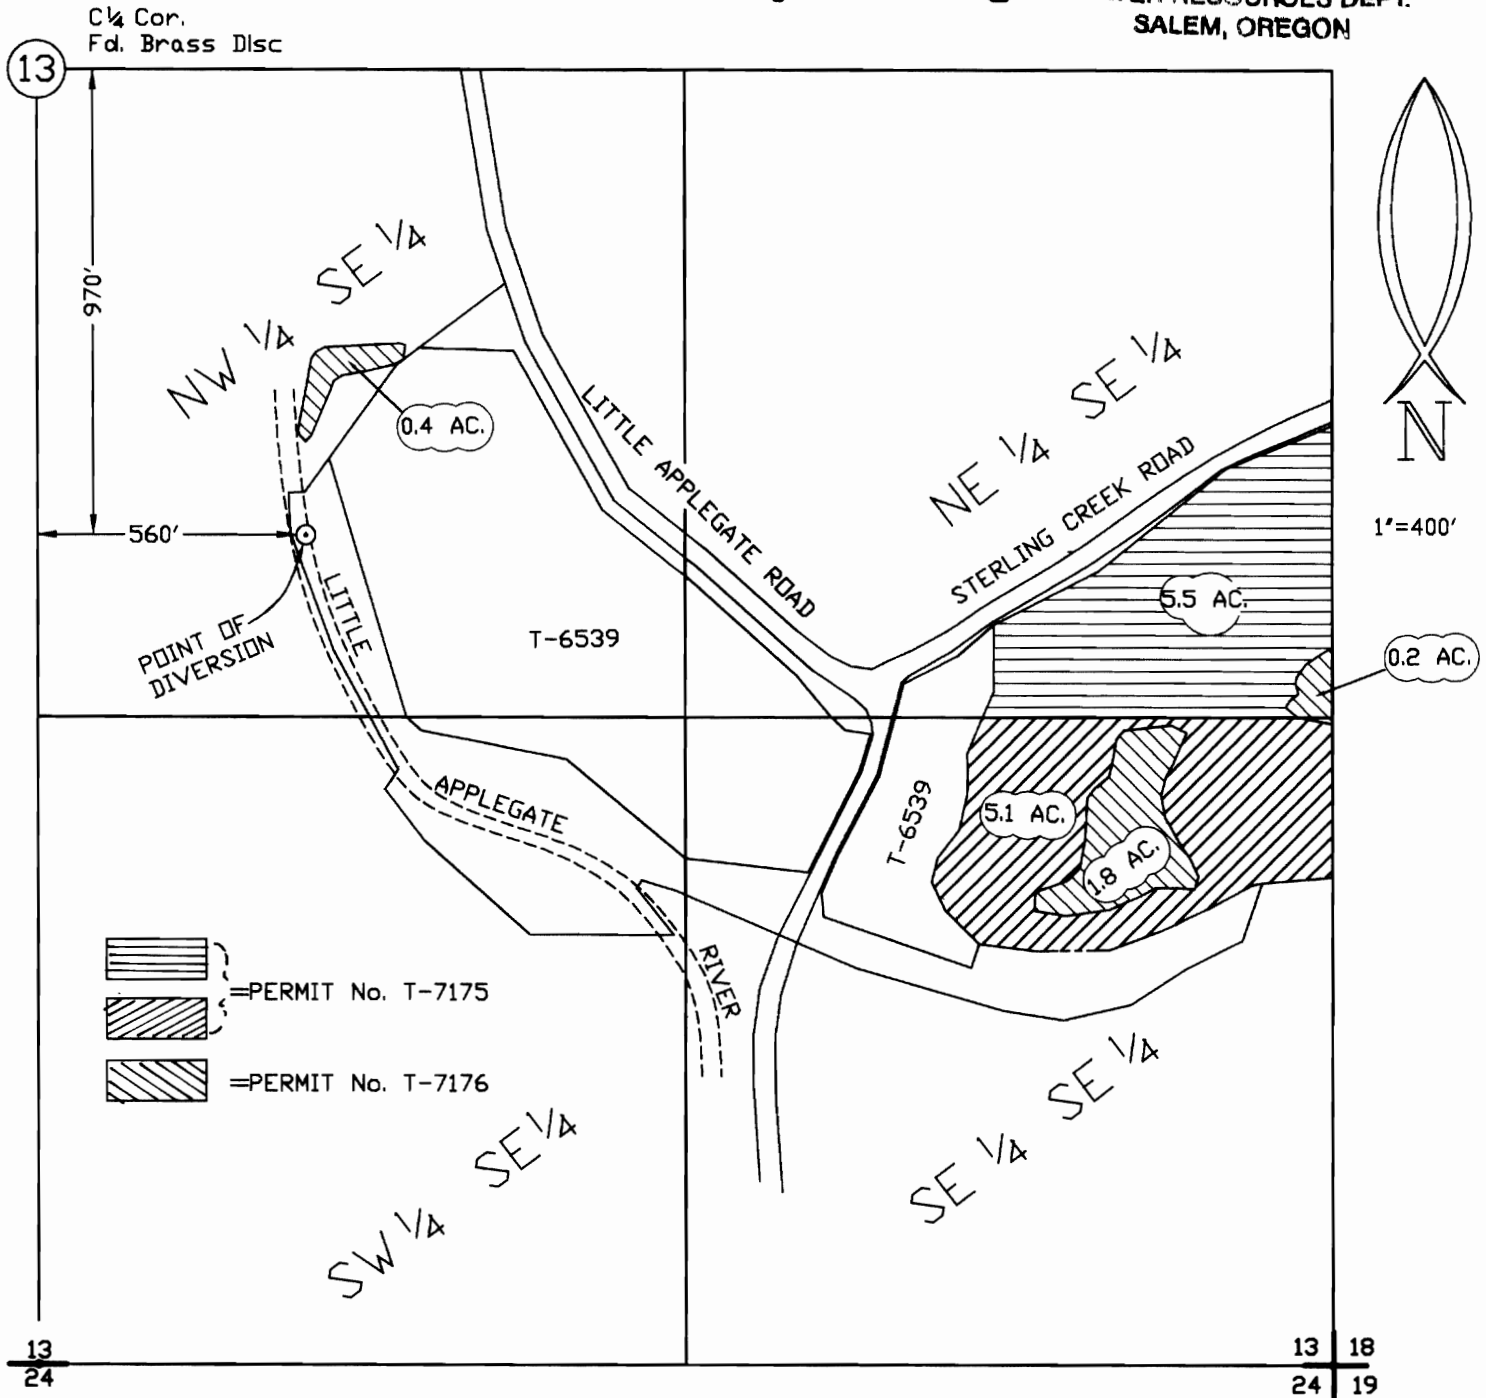 SALEM, OREGON
C¼ Cor.
Fd. Brass Disc
13
970'
NW ¼ SE ¼
NE ¼ SE ¼
N
1"=400'
0.4 AC.
560'
POINT OF
DIVERSION
LITTLE
APPLEGATE
RIVER
LITTLE APPLEGATE ROAD
STERLING CREEK ROAD
T-6539
5.5 AC.
0.2 AC.
T-6539
5.1 AC.
1.8 AC.
=PERMIT No. T-7175
=PERMIT No. T-7176
SW ¼ SE ¼
SE ¼ SE ¼
13
24
13 18
24 19